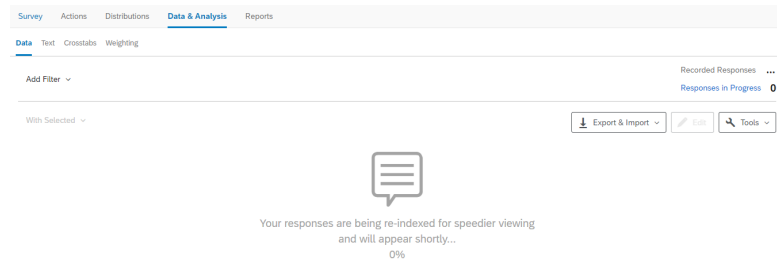 Survey Actions Distributions Data & Analysis Reports
Data Text Crosstabs Weighting
Add Filter
Recorded Responses ...
Responses in Progress 0
With Selected
Export & Import Edit Tools
Your responses are being re-indexed for speedier viewing
and will appear shortly...
0%